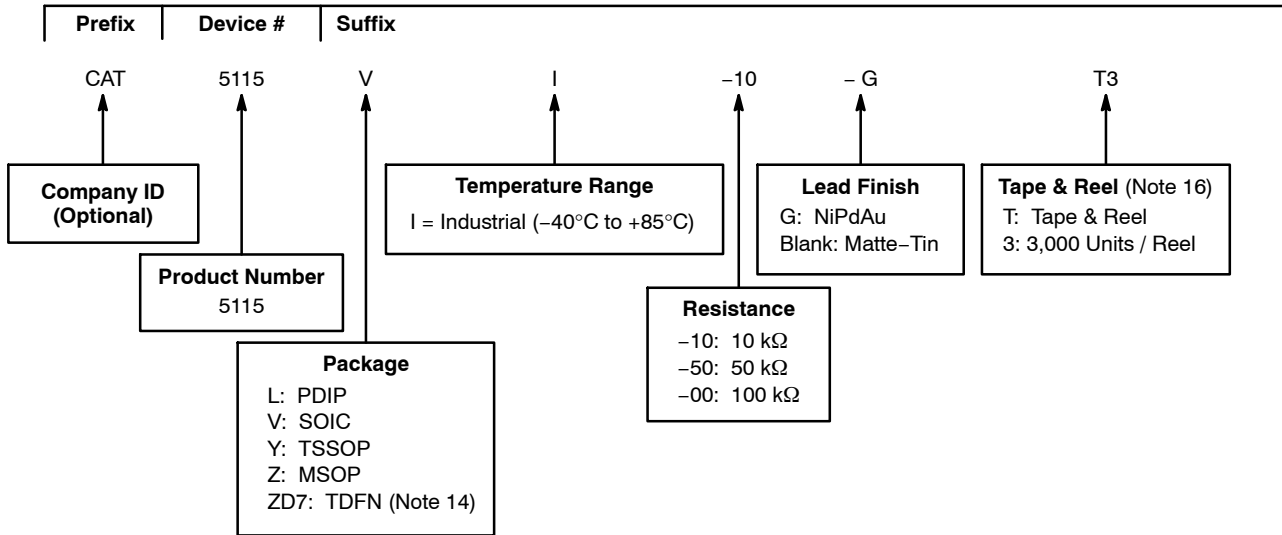 Prefix Device # Suffix
CAT 5115 V I −10 − G T3
Company ID
(Optional)
Product Number
5115
Package
L: PDIP
V: SOIC
Y: TSSOP
Z: MSOP
ZD7: TDFN (Note 14)
Temperature Range
I = Industrial (−40°C to +85°C)
Resistance
−10: 10 kΩ
−50: 50 kΩ
−00: 100 kΩ
Lead Finish
G: NiPdAu
Blank: Matte−Tin
Tape & Reel (Note 16)
T: Tape & Reel
3: 3,000 Units / Reel